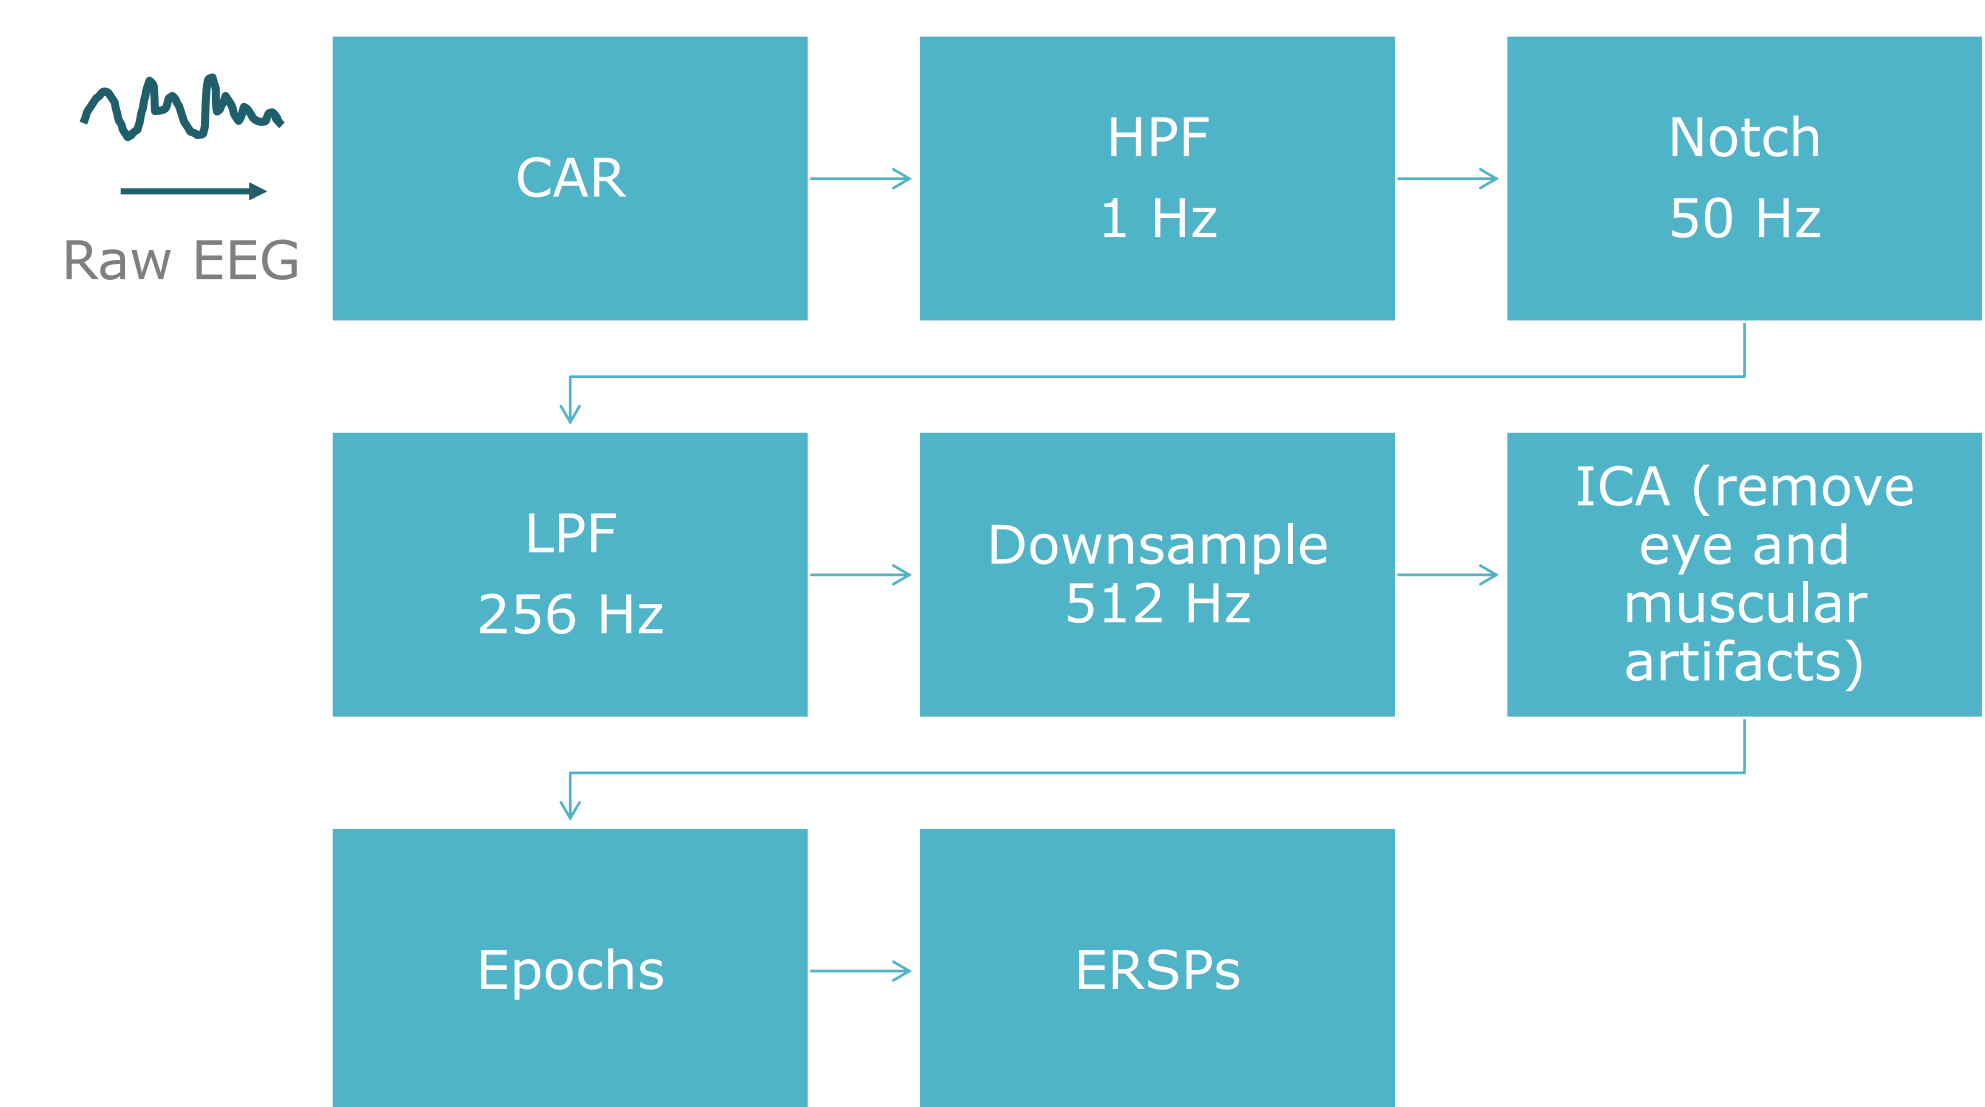 Raw EEG
CAR
HPF
1 Hz
Notch
50 Hz
LPF
256 Hz
Downsample
512 Hz
ICA (remove
eye and
muscular
artifacts)
Epochs
ERSPs